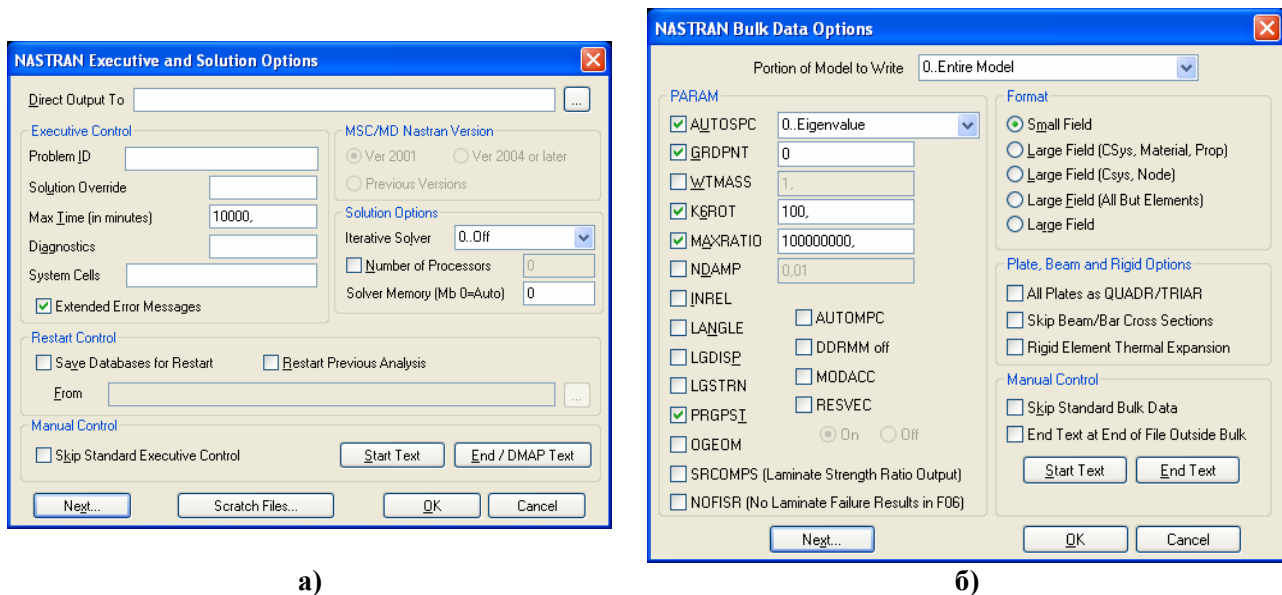 NASTRAN Executive and Solution Options
Direct Output To
...
Executive Control
Problem ID
Solution Override
Max Time (in minutes) 10000,
Diagnostics
System Cells
Extended Error Messages
MSC/MD Nastran Version
Ver 2001 Ver 2004 or later
Previous Versions
Solution Options
Iterative Solver 0..Off
Number of Processors 0
Solver Memory (Mb 0=Auto) 0
Restart Control
Save Databases for Restart Restart Previous Analysis
From ...
Manual Control
Skip Standard Executive Control Start Text End / DMAP Text
Next... Scratch Files... OK Cancel
а)
NASTRAN Bulk Data Options
Portion of Model to Write 0..Entire Model
PARAM
AUTOSPC 0..Eigenvalue
GRDPNT 0
WTMASS 1,
K6ROT 100,
MAXRATIO 100000000,
NDAMP 0,01
INREL
LANGLE
LGDISP
LGSTRN
PRGPST
OGEOM
AUTOMPC
DDRMM off
MODACC
RESVEC
On Off
SRCOMPS (Laminate Strength Ratio Output)
NOFISR (No Laminate Failure Results in F06)
Format
Small Field
Large Field (CSys, Material, Prop)
Large Field (Csys, Node)
Large Field (All But Elements)
Large Field
Plate, Beam and Rigid Options
All Plates as QUADR/TRIAR
Skip Beam/Bar Cross Sections
Rigid Element Thermal Expansion
Manual Control
Skip Standard Bulk Data
End Text at End of File Outside Bulk
Start Text End Text
Next... OK Cancel
б)